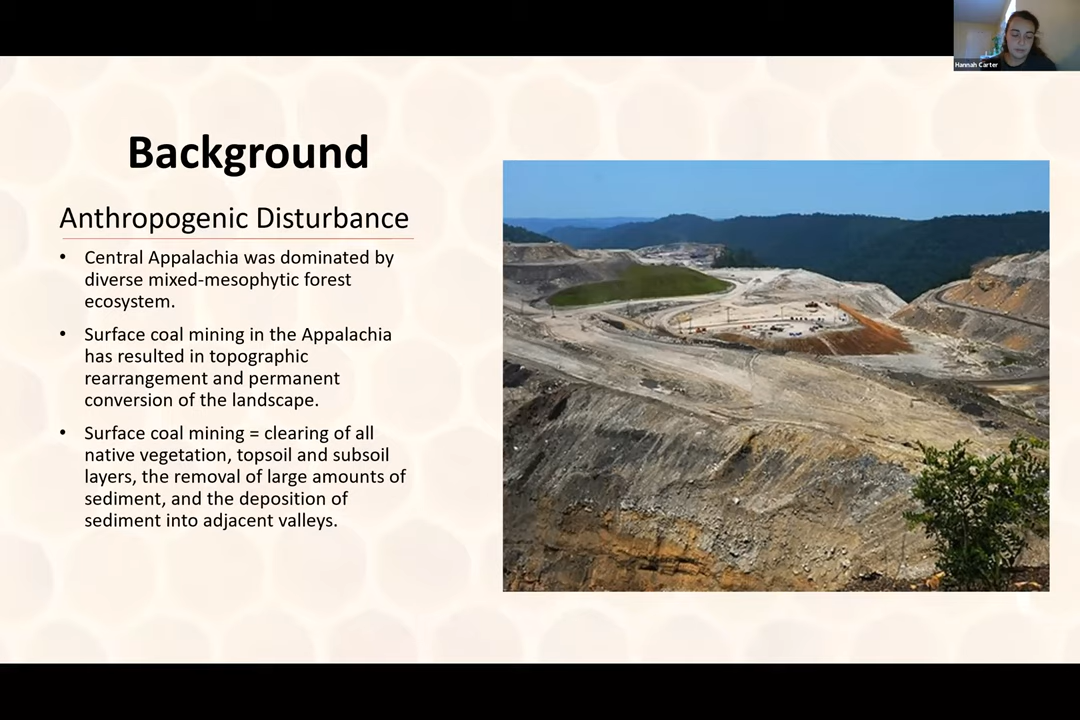 Hannah Carter
Background
Anthropogenic Disturbance
• Central Appalachia was dominated by
diverse mixed-mesophytic forest
ecosystem.
• Surface coal mining in the Appalachia
has resulted in topographic
rearrangement and permanent
conversion of the landscape.
• Surface coal mining = clearing of all
native vegetation, topsoil and subsoil
layers, the removal of large amounts of
sediment, and the deposition of
sediment into adjacent valleys.